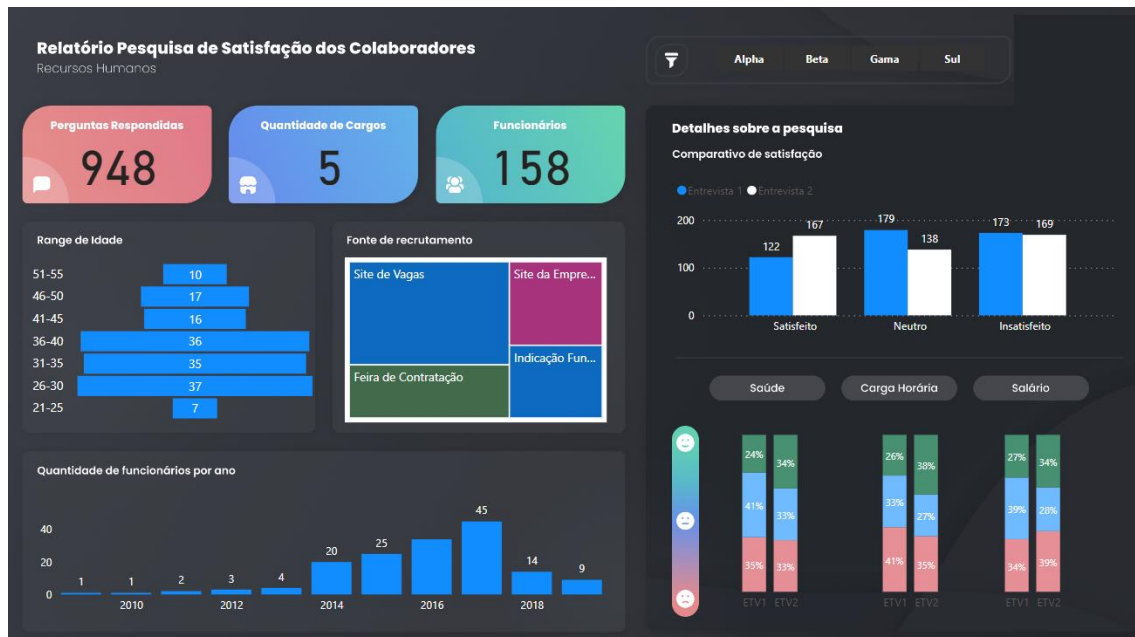 Relatório Pesquisa de Satisfação dos Colaboradores
Recursos Humanos
Alpha Beta Gama Sul
Perguntas Respondidas
948
Quantidade de Cargos
5
Funcionários
158
Range de Idade
51-55 10
46-50 17
41-45 16
36-40 36
31-35 35
26-30 37
21-25 7
Fonte de recrutamento
Site de Vagas
Site da Empre...
Feira de Contratação
Indicação Fun...
Quantidade de funcionários por ano
40
20
0
1 1 2 3 4 20 25 45 14 9
2010 2012 2014 2016 2018
Detalhes sobre a pesquisa
Comparativo de satisfação
Entrevista 1 Entrevista 2
200
100
0
122 167 179 138 173 169
Satisfeito Neutro Insatisfeito
Saúde Carga Horária Salário
24% 34% 26% 38% 27% 34%
41% 33% 33% 27% 39% 28%
35% 33% 41% 35% 34% 39%
ETV1 ETV2 ETV1 ETV2 ETV1 ETV2